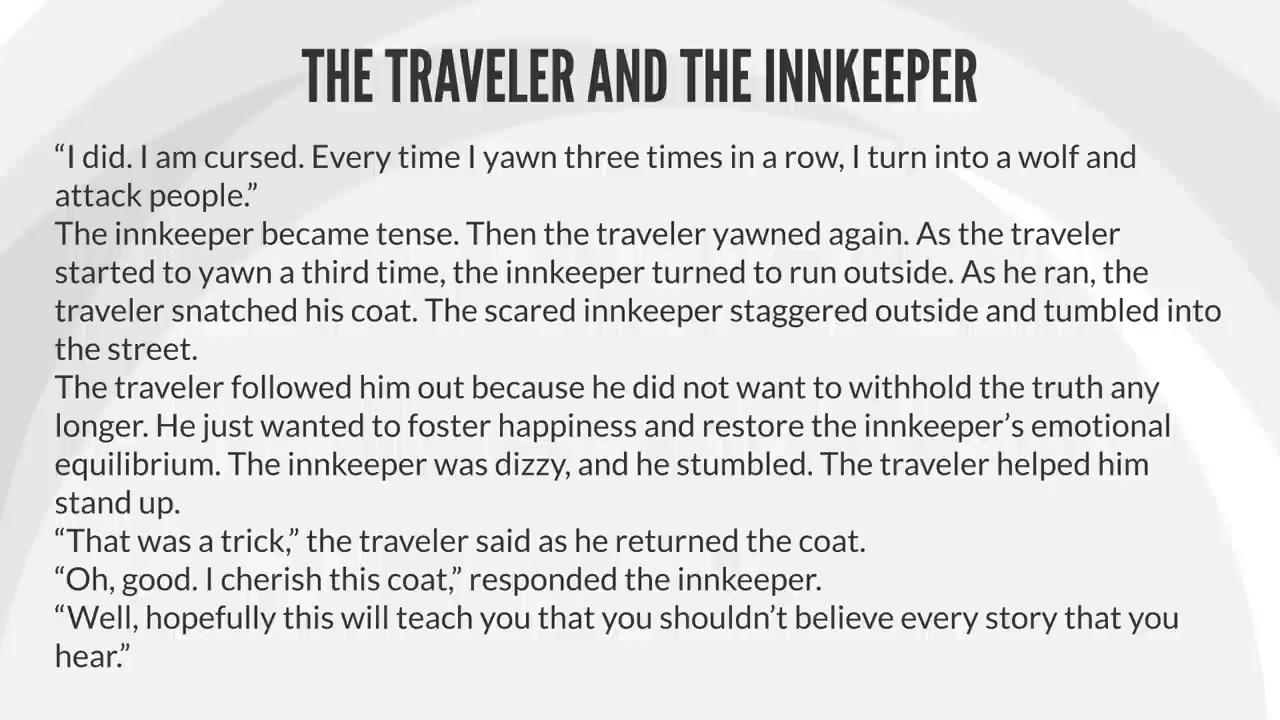 THE TRAVELER AND THE INNKEEPER
“I did. I am cursed. Every time I yawn three times in a row, I turn into a wolf and
attack people.”
The innkeeper became tense. Then the traveler yawned again. As the traveler
started to yawn a third time, the innkeeper turned to run outside. As he ran, the
traveler snatched his coat. The scared innkeeper staggered outside and tumbled into
the street.
The traveler followed him out because he did not want to withhold the truth any
longer. He just wanted to foster happiness and restore the innkeeper’s emotional
equilibrium. The innkeeper was dizzy, and he stumbled. The traveler helped him
stand up.
“That was a trick,” the traveler said as he returned the coat.
“Oh, good. I cherish this coat,” responded the innkeeper.
“Well, hopefully this will teach you that you shouldn’t believe every story that you
hear.”